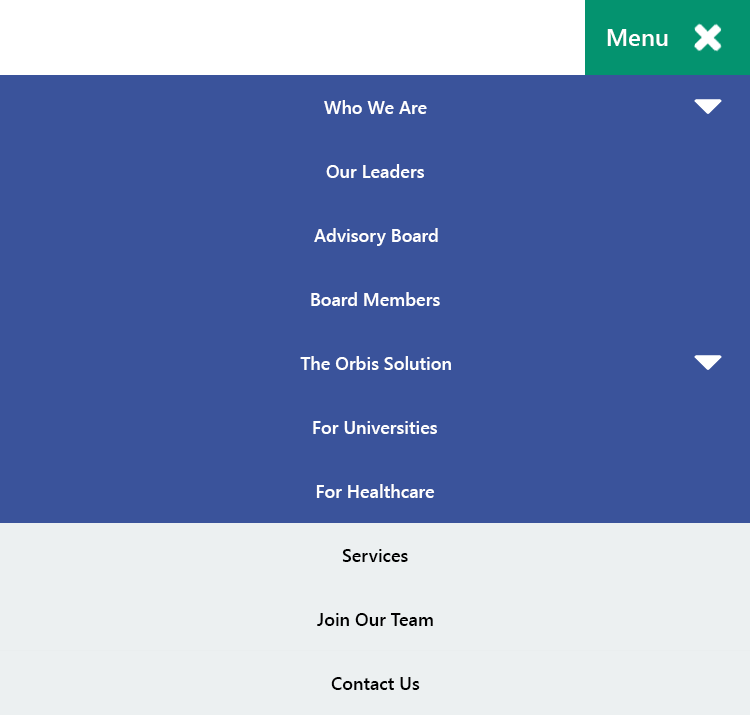 Menu
Who We Are
Our Leaders
Advisory Board
Board Members
The Orbis Solution
For Universities
For Healthcare
Services
Join Our Team
Contact Us